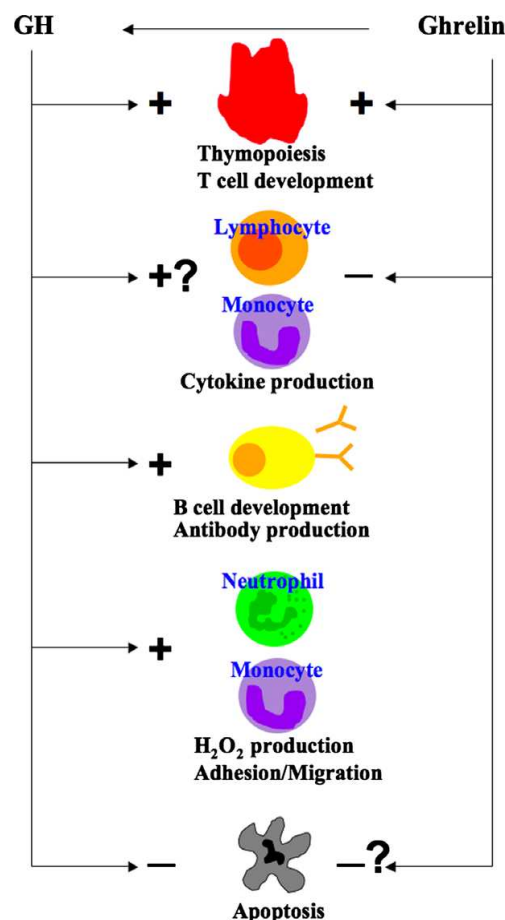 GH Ghrelin
+ +
Thymopoiesis
T cell development
Lymphocyte
+? —
Monocyte
Cytokine production
+
B cell development
Antibody production
Neutrophil
+
Monocyte
H₂O₂ production
Adhesion/Migration
— —?
Apoptosis